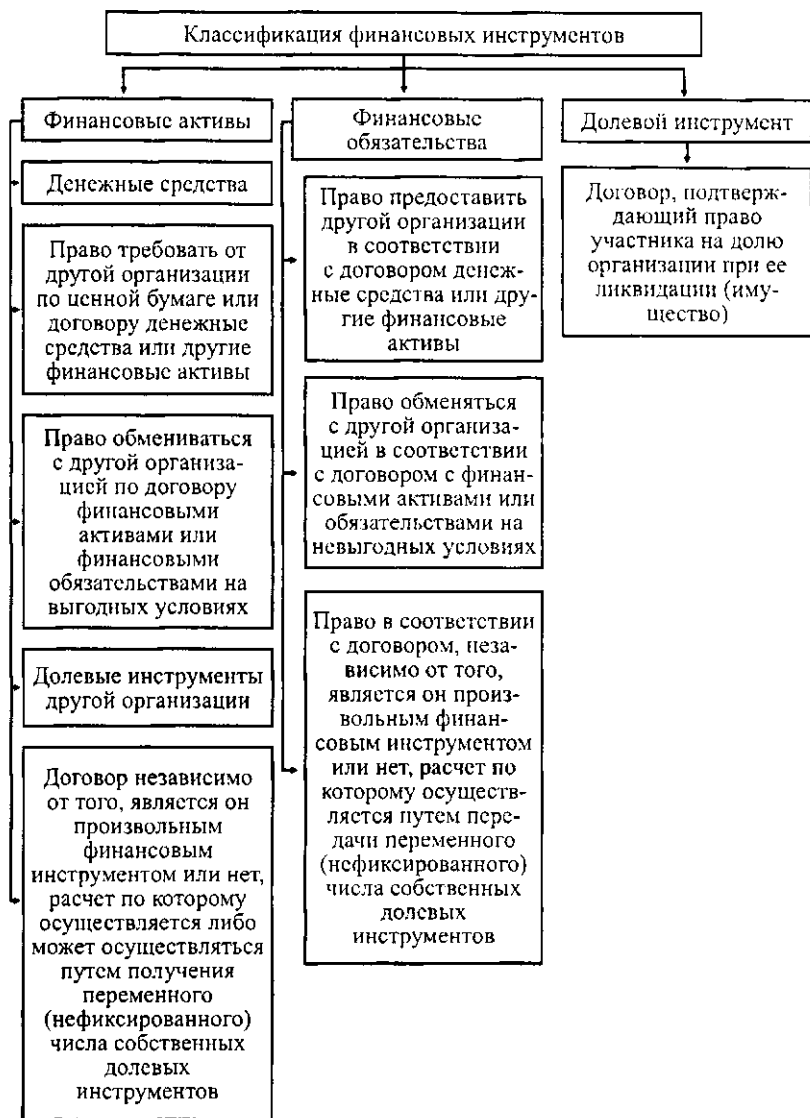 Классификация финансовых инструментов
Финансовые активы
Денежные средства
Право требовать от
другой организации
по ценной бумаге или
договору денежные
средства или другие
финансовые активы
Право обмениваться
с другой организа-
цией по договору
финансовыми
активами или
финансовыми
обязательствами на
выгодных условиях
Долевые инструменты
другой организации
Договор независимо
от того, является он
произвольным
финансовым
инструментом или нет,
расчет по которому
осуществляется либо
может осуществляться
путем получения
переменного
(нефиксированного)
числа собственных
долевых
инструментов
Финансовые
обязательства
Право предоставить
другой организации
в соответствии
с договором денеж-
ные средства или дру-
гие финансовые
активы
Право обменяться
с другой организа-
цией в соответствии
с договором с финан-
совыми активами или
обязательствами на
невыгодных условиях
Право в соответствии
с договором, неза-
висимо от того,
является он произ-
вольным финан-
совым инструментом
или нет, расчет по
которому осуществ-
ляется путем пере-
дачи переменного
(нефиксированного)
числа собственных
долевых
инструментов
Долевой инструмент
Договор, подтверж-
дающий право
участника на долю
организации при ее
ликвидации (иму-
щество)